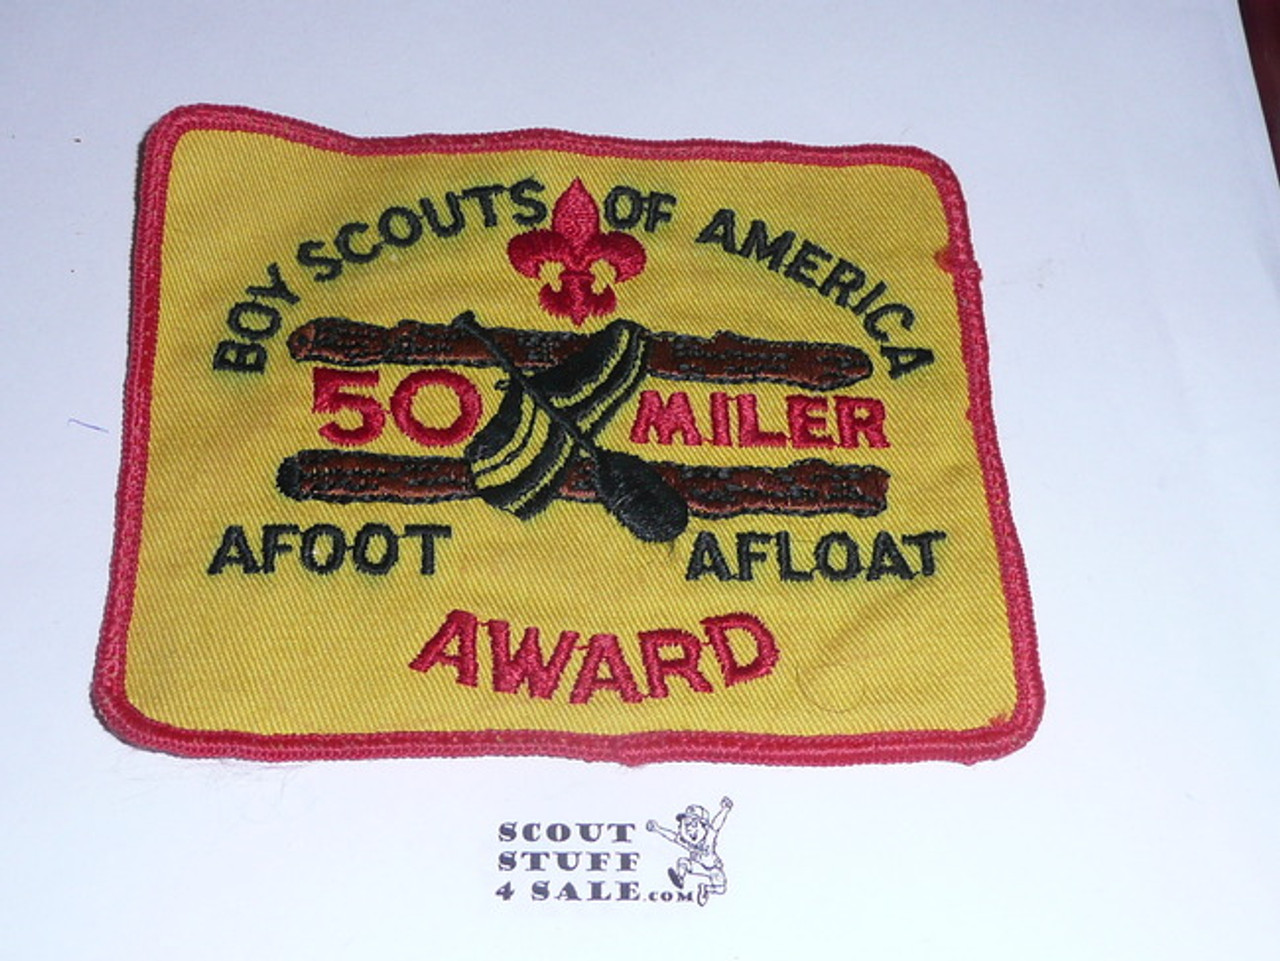 BOY SCOUTS OF AMERICA
50 MILER
AFOOT AFLOAT
AWARD
SCOUT
STUFF
4 SALE.COM